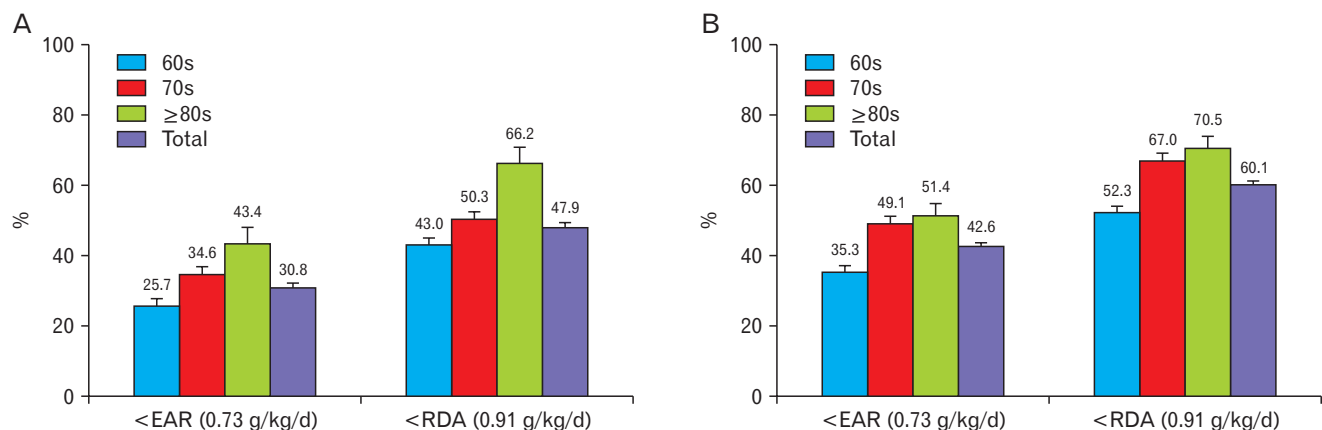 A
100
80
60
40
20
0
%
60s
70s
≥80s
Total
25.7
34.6
43.4
30.8
43.0
50.3
66.2
47.9
<EAR (0.73 g/kg/d)
<RDA (0.91 g/kg/d)
B
100
80
60
40
20
0
%
60s
70s
≥80s
Total
35.3
49.1
51.4
42.6
52.3
67.0
70.5
60.1
<EAR (0.73 g/kg/d)
<RDA (0.91 g/kg/d)